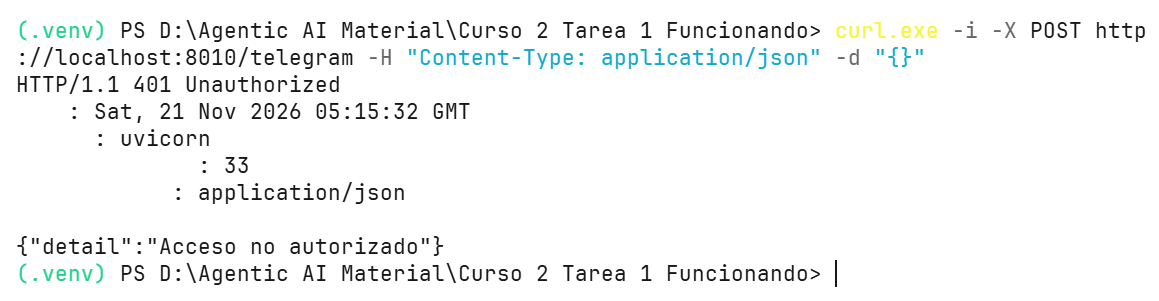 (.venv) PS D:\Agentic AI Material\Curso 2 Tarea 1 Funcionando> curl.exe -i -X POST http
://localhost:8010/telegram -H "Content-Type: application/json" -d "{}"
HTTP/1.1 401 Unauthorized
: Sat, 21 Nov 2026 05:15:32 GMT
: uvicorn
: 33
: application/json
{"detail":"Acceso no autorizado"}
(.venv) PS D:\Agentic AI Material\Curso 2 Tarea 1 Funcionando>